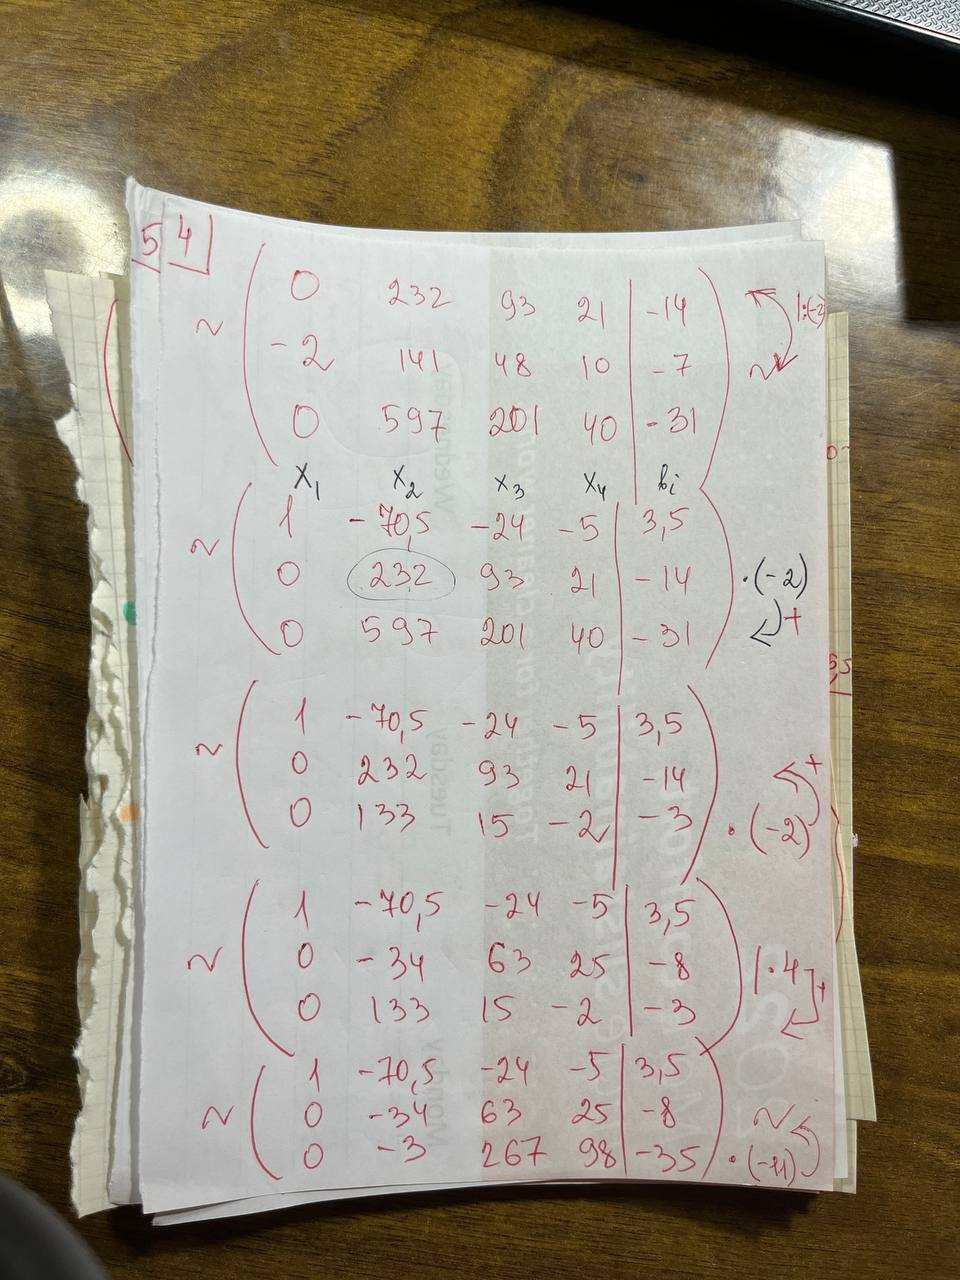 5 4
0 232 93 21 | -14 |:(-2)
~ -2 141 48 10 | -7 ~
0 597 201 40 | -31
x₁ x₂ x₃ x₄ bᵢ
1 -70,5 -24 -5 | 3,5
~ 0 232 93 21 | -14 ·(-2)
0 597 201 40 | -31 +
1 -70,5 -24 -5 | 3,5
~ 0 232 93 21 | -14 +
0 133 15 -2 | -3 ·(-2)
1 -70,5 -24 -5 | 3,5
~ 0 -34 63 25 | -8 |·4 +
0 133 15 -2 | -3
1 -70,5 -24 -5 | 3,5
~ 0 -34 63 25 | -8 ~
0 -3 267 98 | -35 ·(-11)
Monday
Tuesday
Wednesday